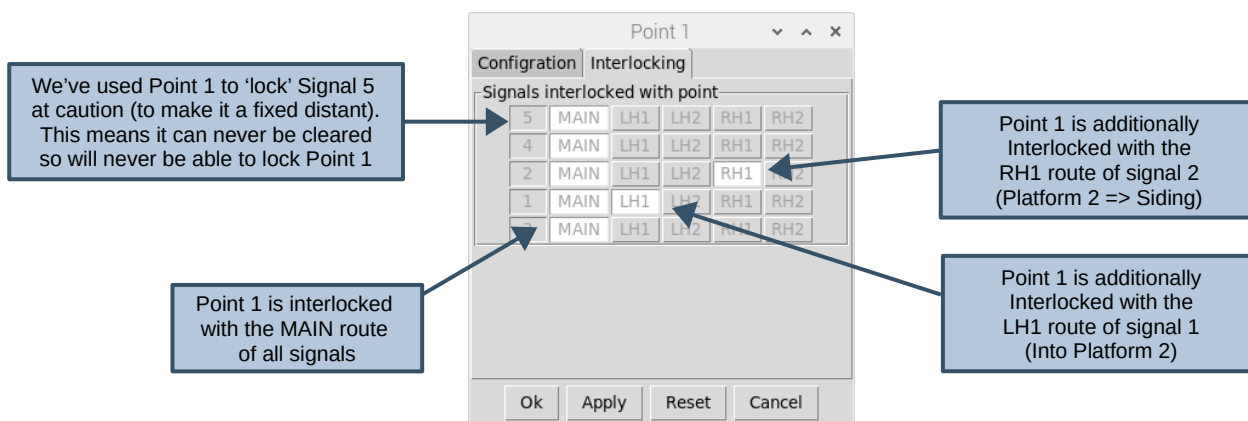 Point 1
Configration Interlocking
Signals interlocked with point
5 MAIN LH1 LH2 RH1 RH2
4 MAIN LH1 LH2 RH1 RH2
2 MAIN LH1 LH2 RH1 RH2
1 MAIN LH1 LH2 RH1 RH2
3 MAIN LH1 LH2 RH1 RH2
Ok Apply Reset Cancel
We’ve used Point 1 to ‘lock’ Signal 5
at caution (to make it a fixed distant).
This means it can never be cleared
so will never be able to lock Point 1
Point 1 is interlocked
with the MAIN route
of all signals
Point 1 is additionally
Interlocked with the
RH1 route of signal 2
(Platform 2 => Siding)
Point 1 is additionally
Interlocked with the
LH1 route of signal 1
(Into Platform 2)